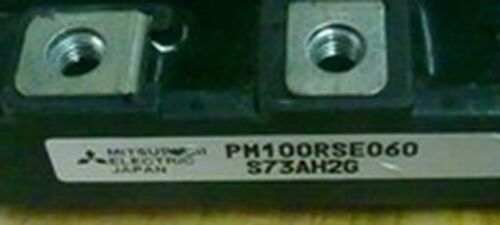 MITSUBISHI
ELECTRIC
JAPAN
PM100RSE060
S73AH2G